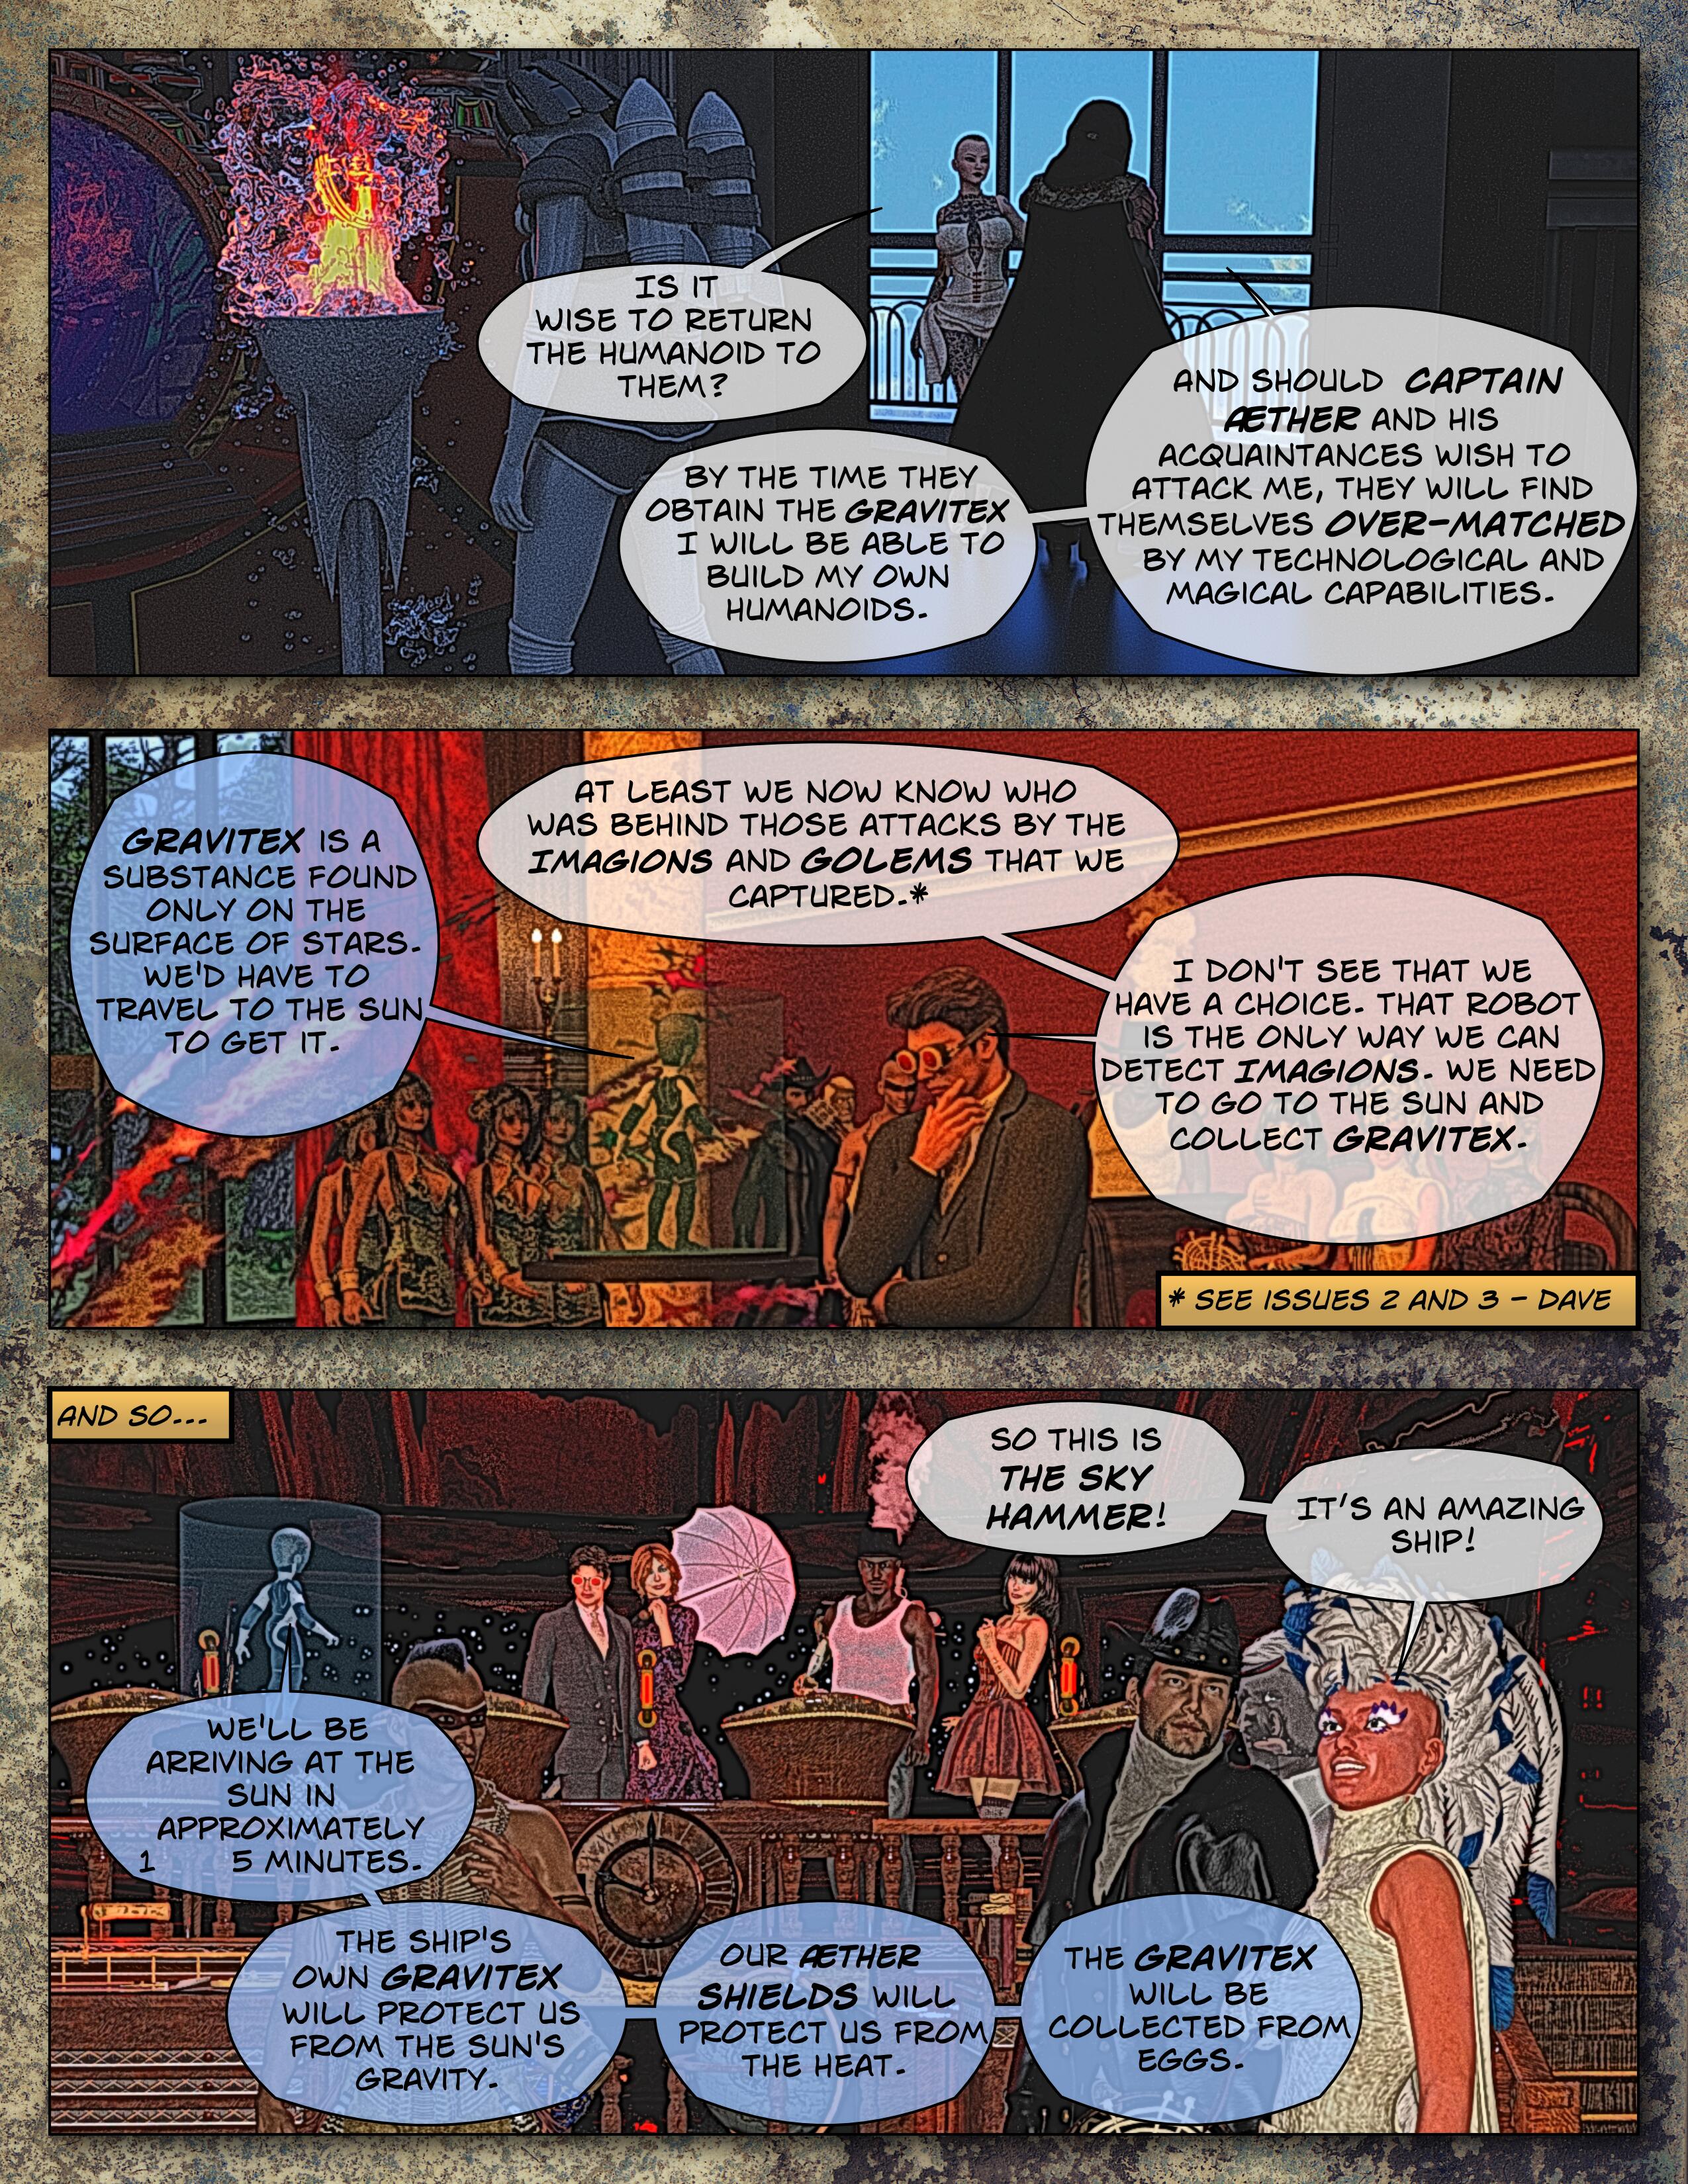 IS IT
WISE TO RETURN
THE HUMANOID TO
THEM?
BY THE TIME THEY
OBTAIN THE GRAVITEX
I WILL BE ABLE TO
BUILD MY OWN
HUMANOIDS.
AND SHOULD CAPTAIN
ÆTHER AND HIS
ACQUAINTANCES WISH TO
ATTACK ME, THEY WILL FIND
THEMSELVES OVER-MATCHED
BY MY TECHNOLOGICAL AND
MAGICAL CAPABILITIES.
GRAVITEX IS A
SUBSTANCE FOUND
ONLY ON THE
SURFACE OF STARS.
WE'D HAVE TO
TRAVEL TO THE SUN
TO GET IT.
AT LEAST WE NOW KNOW WHO
WAS BEHIND THOSE ATTACKS BY THE
IMAGIONS AND GOLEMS THAT WE
CAPTURED.*
I DON'T SEE THAT WE
HAVE A CHOICE. THAT ROBOT
IS THE ONLY WAY WE CAN
DETECT IMAGIONS. WE NEED
TO GO TO THE SUN AND
COLLECT GRAVITEX.
* SEE ISSUES 2 AND 3 - DAVE
AND SO...
SO THIS IS
THE SKY
HAMMER!
IT'S AN AMAZING
SHIP!
WE'LL BE
ARRIVING AT THE
SUN IN
APPROXIMATELY
1 5 MINUTES.
THE SHIP'S
OWN GRAVITEX
WILL PROTECT US
FROM THE SUN'S
GRAVITY.
OUR ÆTHER
SHIELDS WILL
PROTECT US FROM
THE HEAT.
THE GRAVITEX
WILL BE
COLLECTED FROM
EGGS.